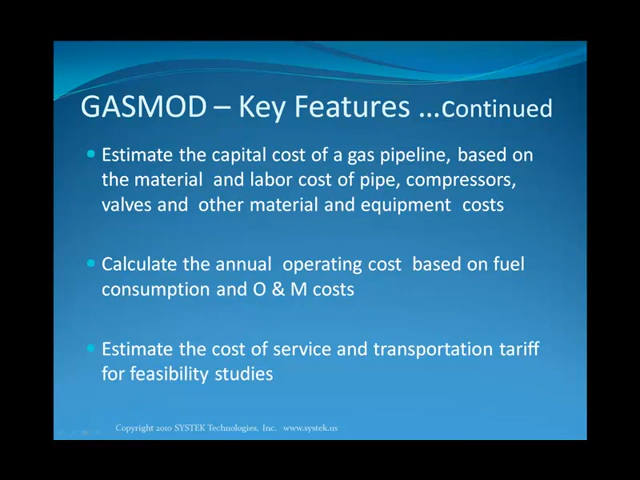 GASMOD – Key Features ...Continued
Estimate the capital cost of a gas pipeline, based on
the material and labor cost of pipe, compressors,
valves and other material and equipment costs
Calculate the annual operating cost based on fuel
consumption and O & M costs
Estimate the cost of service and transportation tariff
for feasibility studies
Copyright 2010 SYSTEK Technologies, Inc. www.systek.us